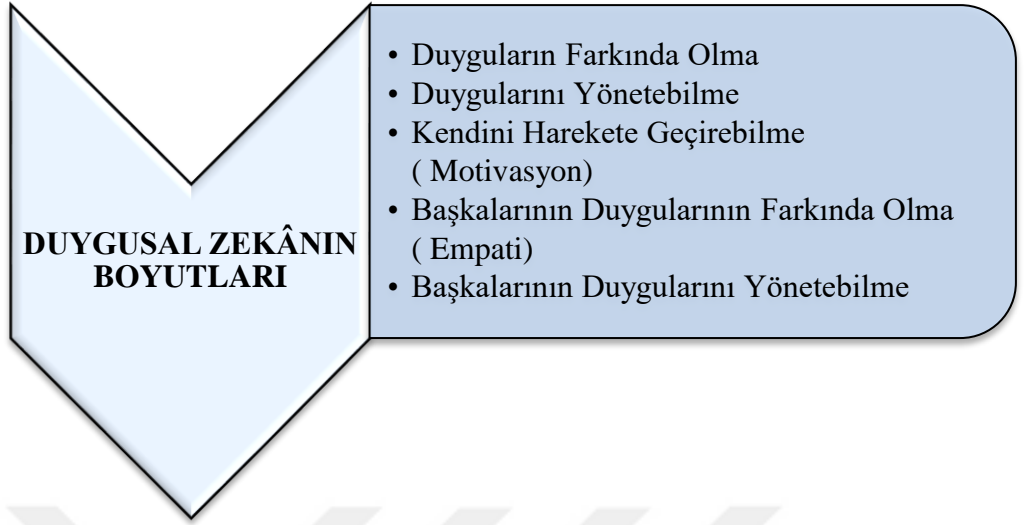 DUYGUSAL ZEKÂNIN
BOYUTLARI
• Duyguların Farkında Olma
• Duygularını Yönetebilme
• Kendini Harekete Geçirebilme
( Motivasyon)
• Başkalarının Duygularının Farkında Olma
( Empati)
• Başkalarının Duygularını Yönetebilme